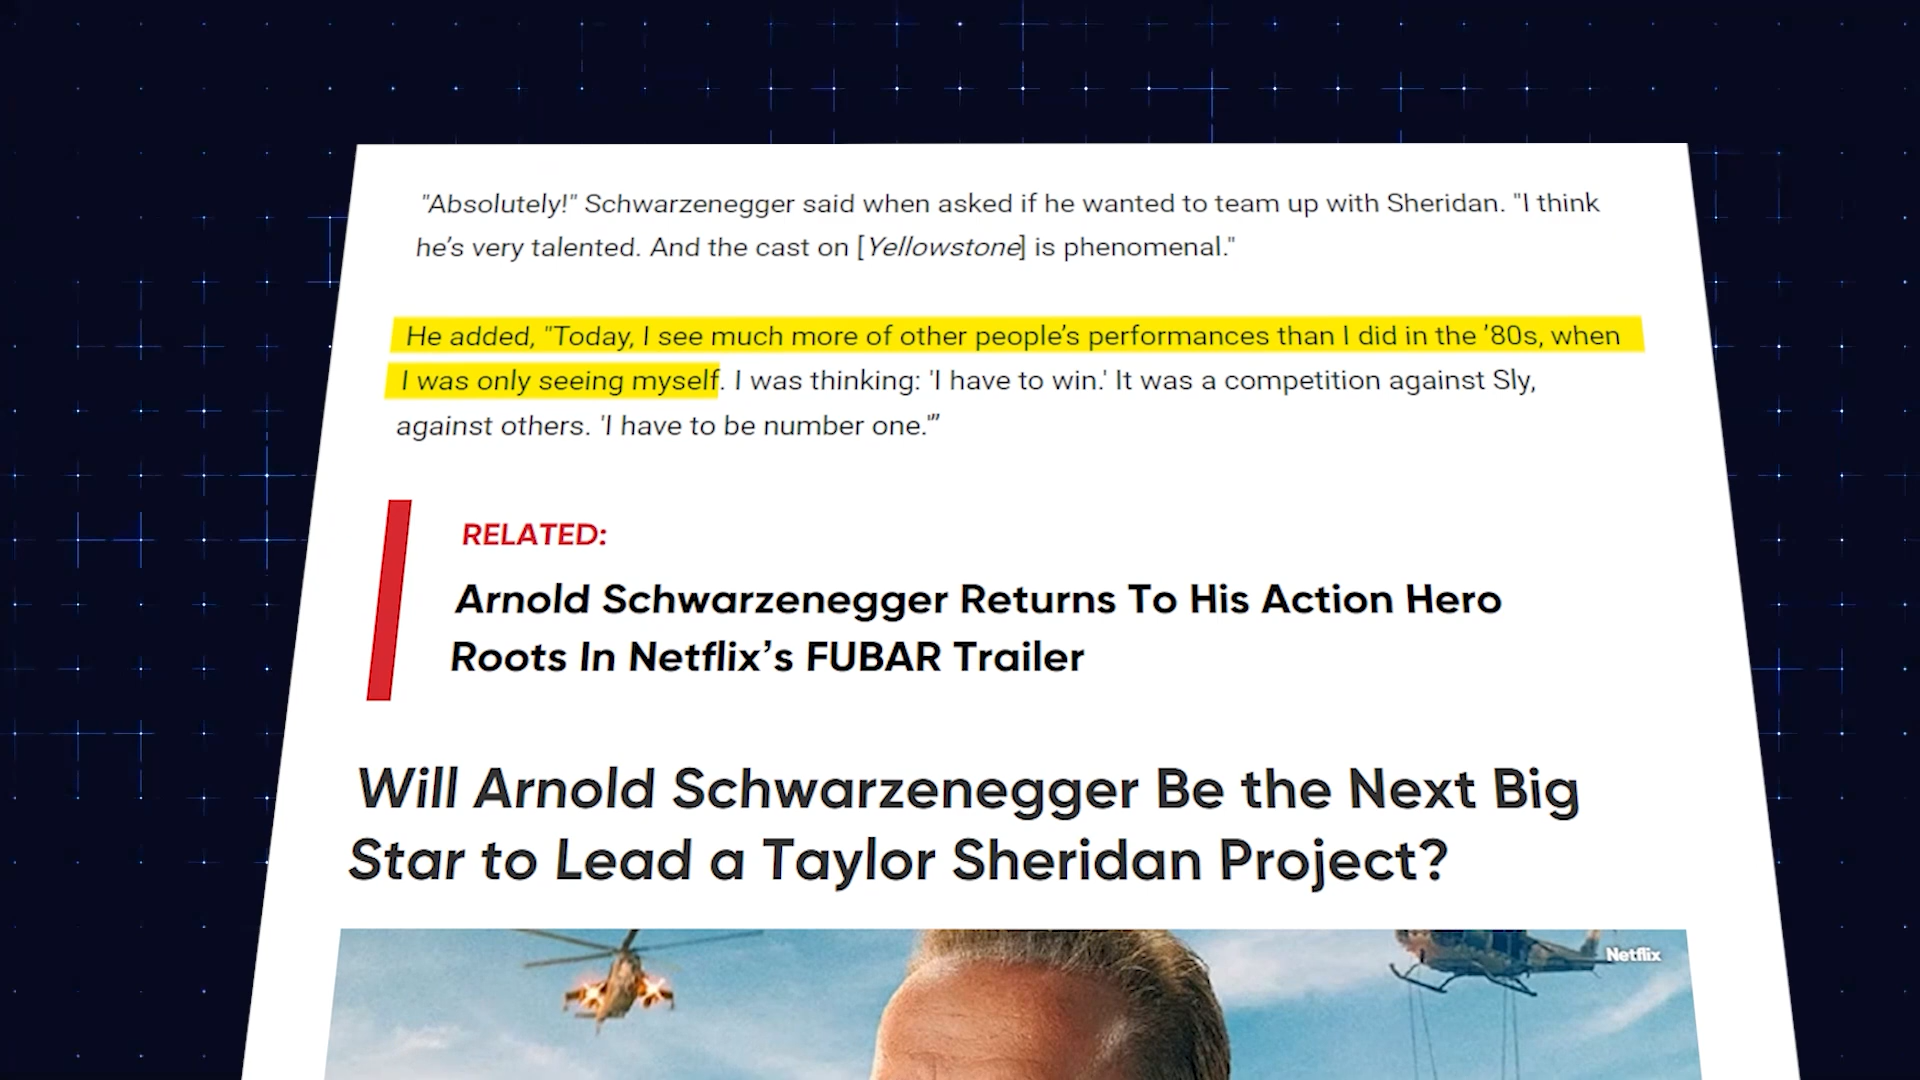 "Absolutely!" Schwarzenegger said when asked if he wanted to team up with Sheridan. "I think
he's very talented. And the cast on [Yellowstone] is phenomenal."
He added, "Today, I see much more of other people's performances than I did in the ’80s, when
I was only seeing myself. I was thinking: 'I have to win.' It was a competition against Sly,
against others. 'I have to be number one.'"
RELATED:
Arnold Schwarzenegger Returns To His Action Hero
Roots In Netflix’s FUBAR Trailer
Will Arnold Schwarzenegger Be the Next Big
Star to Lead a Taylor Sheridan Project?
Netflix